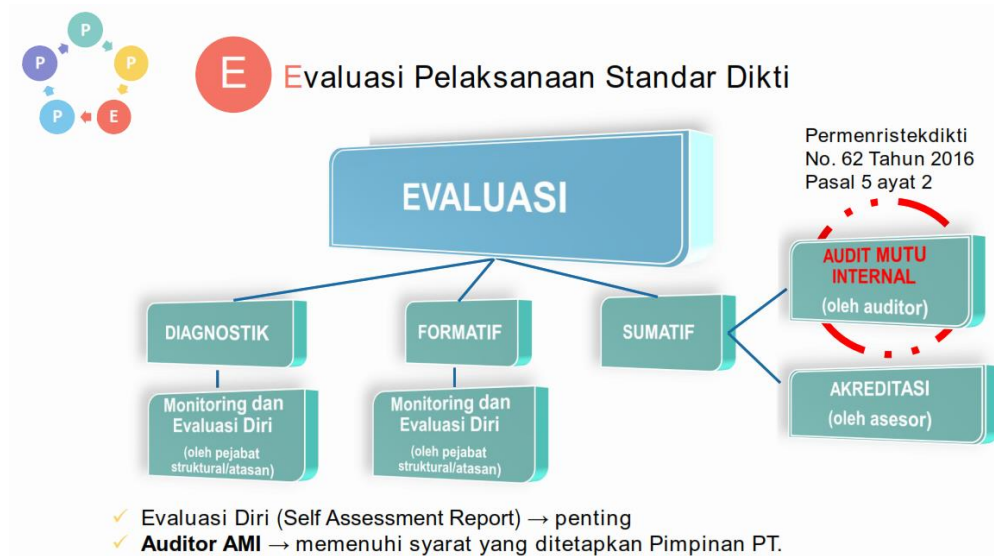 P
P
P
P
E
E
Evaluasi Pelaksanaan Standar Dikti
Permenristekdikti
No. 62 Tahun 2016
Pasal 5 ayat 2
EVALUASI
AUDIT MUTU
INTERNAL
(oleh auditor)
DIAGNOSTIK
FORMATIF
SUMATIF
AKREDITASI
(oleh asesor)
Monitoring dan
Evaluasi Diri
(oleh pejabat
struktural/atasan)
Monitoring dan
Evaluasi Diri
(oleh pejabat
struktural/atasan)
✓ Evaluasi Diri (Self Assessment Report) → penting
✓ Auditor AMI → memenuhi syarat yang ditetapkan Pimpinan PT.